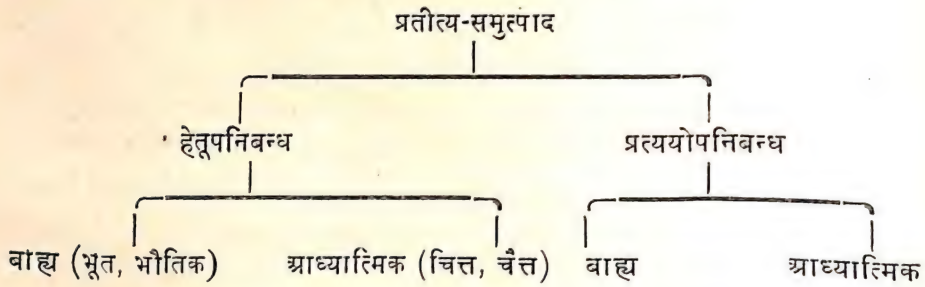 प्रतीत्य-समुत्पाद
हेतूपनिबन्ध प्रत्ययोपनिबन्ध
बाह्य (भूत, भौतिक) आध्यात्मिक (चित्त, चैत्त) बाह्य आध्यात्मिक